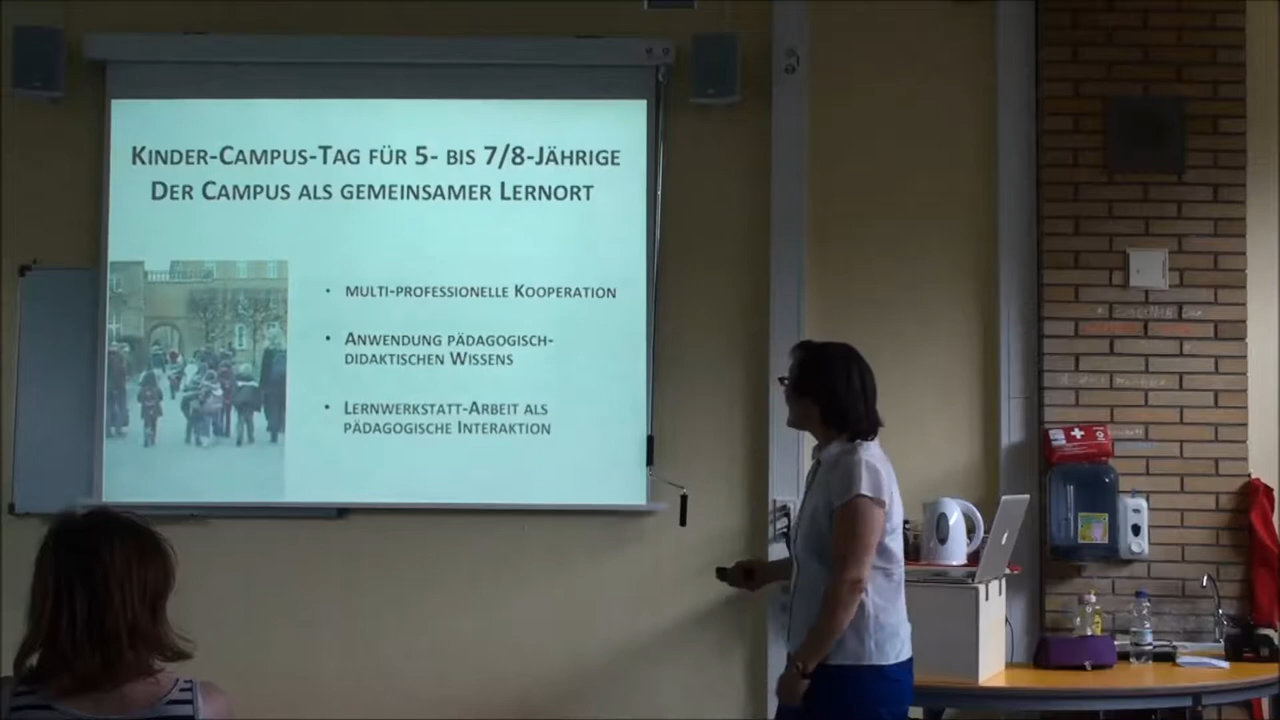 Kinder-Campus-Tag für 5- bis 7/8-Jährige
Der Campus als gemeinsamer Lernort
• multi-professionelle Kooperation
• Anwendung pädagogisch-
didaktischen Wissens
• Lernwerkstatt-Arbeit als
pädagogische Interaktion